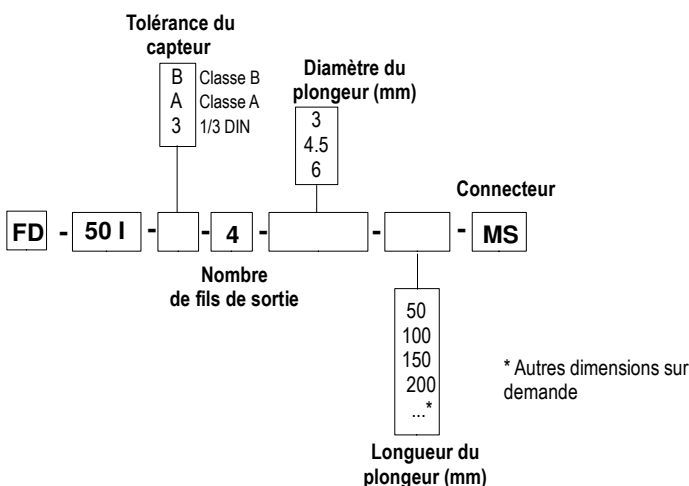 Tolérance du
capteur
B Classe B
A Classe A
3 1/3 DIN
Diamètre du
plongeur (mm)
3
4.5
6
Connecteur
FD - 50 I - - 4 - - - MS
Nombre
de fils de sortie
50
100
150
200
...*
* Autres dimensions sur
demande
Longueur du
plongeur (mm)